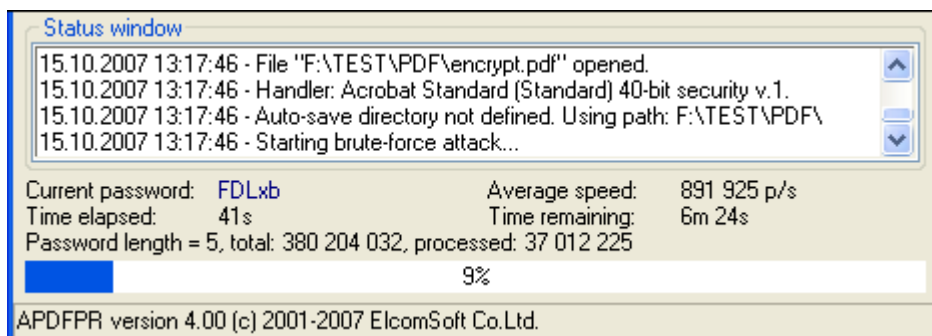 Status window
15.10.2007 13:17:46 - File "F:\TEST\PDF\encrypt.pdf" opened.
15.10.2007 13:17:46 - Handler: Acrobat Standard (Standard) 40-bit security v.1.
15.10.2007 13:17:46 - Auto-save directory not defined. Using path: F:\TEST\PDF\
15.10.2007 13:17:46 - Starting brute-force attack...
Current password: FDLxb Average speed: 891 925 p/s
Time elapsed: 41s Time remaining: 6m 24s
Password length = 5, total: 380 204 032, processed: 37 012 225
9%
APDFPR version 4.00 (c) 2001-2007 ElcomSoft Co.Ltd.